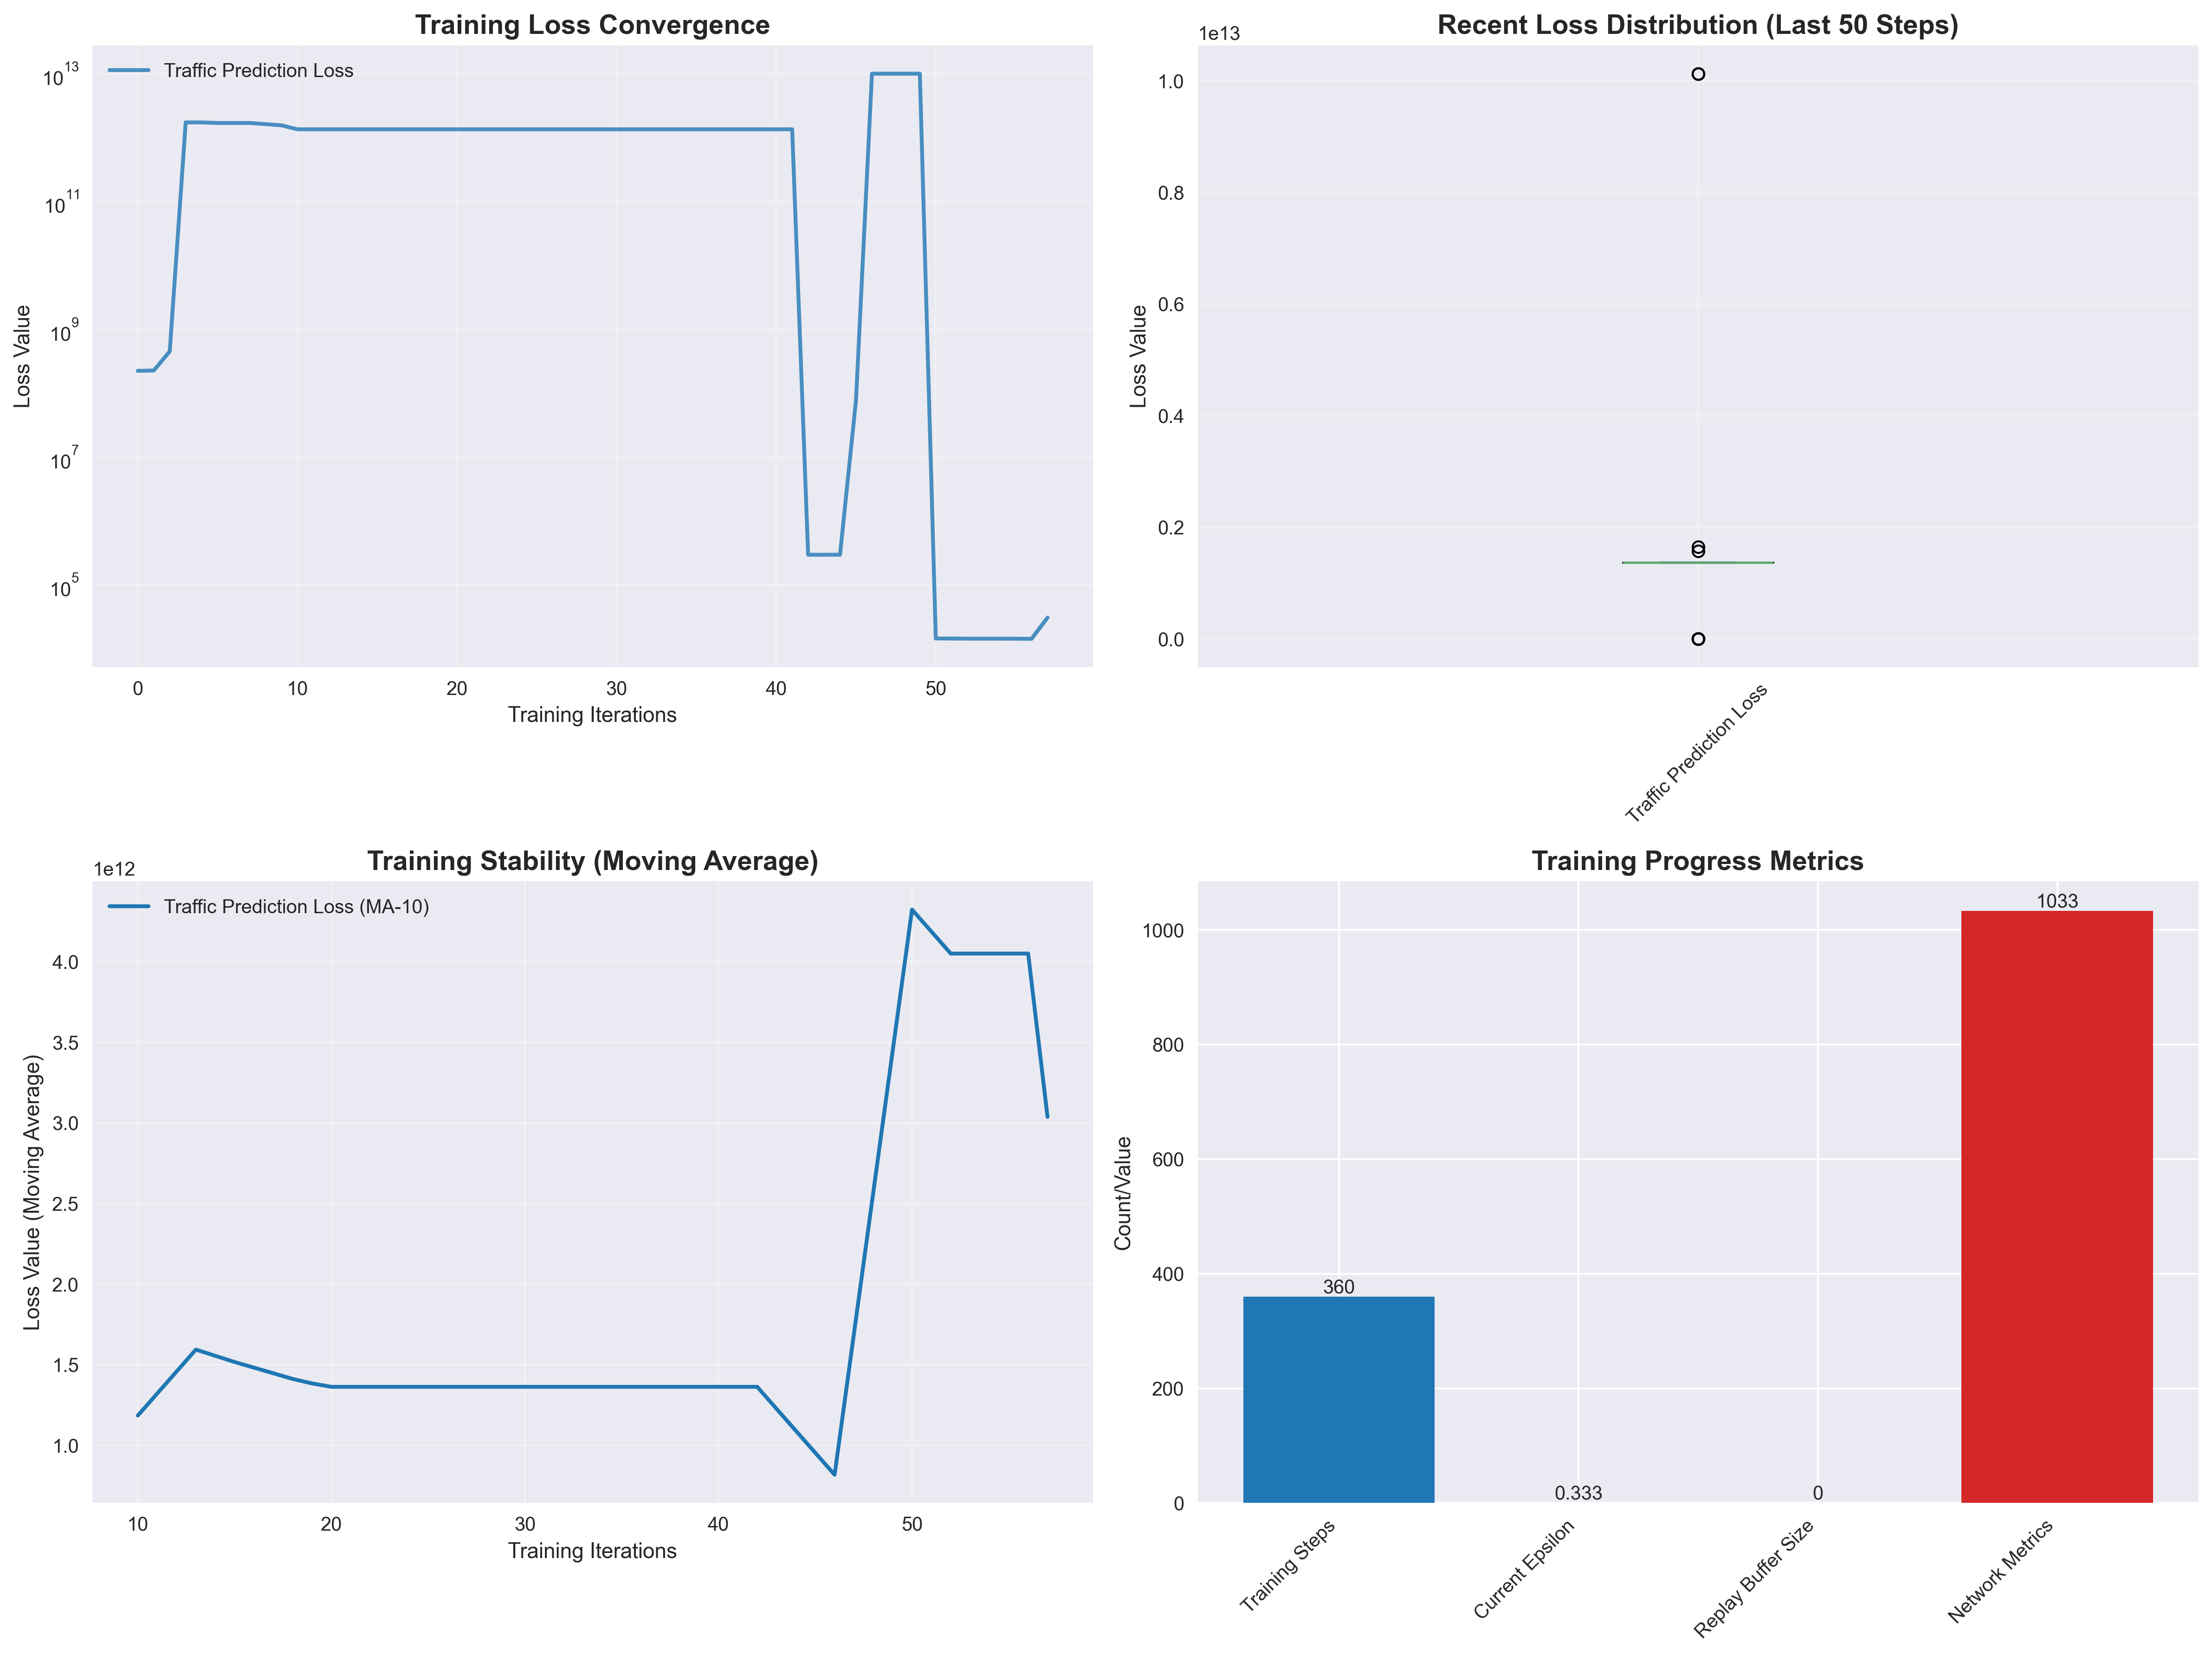 Training Loss Convergence
Traffic Prediction Loss
10^13
10^11
10^9
10^7
10^5
Loss Value
0
10
20
30
40
50
Training Iterations
Recent Loss Distribution (Last 50 Steps)
1e13
1.0
0.8
0.6
0.4
0.2
0.0
Loss Value
Traffic Prediction Loss
Training Stability (Moving Average)
1e12
Traffic Prediction Loss (MA-10)
4.0
3.5
3.0
2.5
2.0
1.5
1.0
Loss Value (Moving Average)
10
20
30
40
50
Training Iterations
Training Progress Metrics
1000
800
600
400
200
0
Count/Value
360
0.333
0
1033
Training Steps
Current Epsilon
Replay Buffer Size
Network Metrics